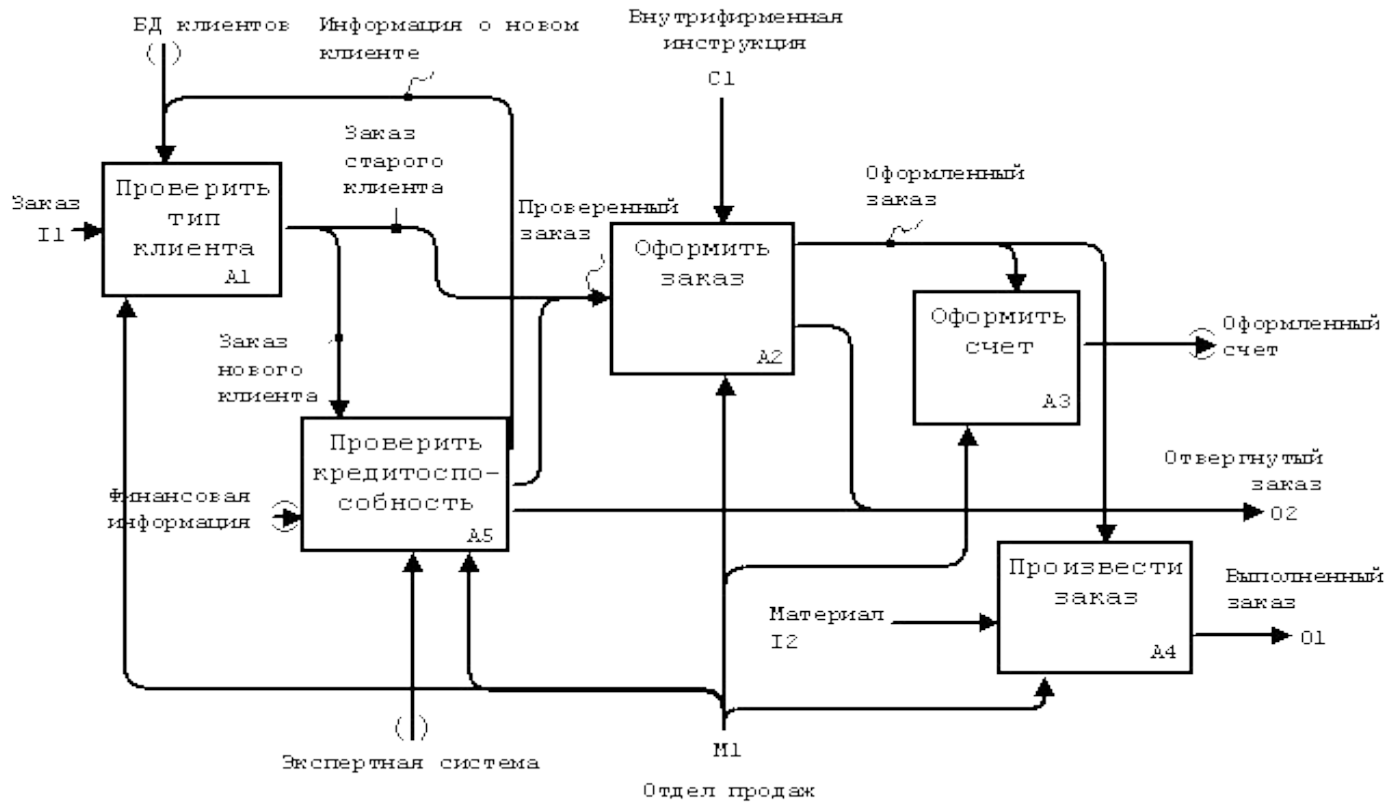 БД клиентов
Информация о новом
клиенте
Внутрифирменная
инструкция
C1
Заказ
старого
клиента
Оформленный
заказ
Заказ
I1
Проверить
тип
клиента
A1
Проверенный
заказ
Оформить
заказ
A2
Оформить
счет
A3
Оформленный
счет
Заказ
нового
клиента
Проверить
кредитоспо-
собность
A5
Финансовая
информация
Отвергнутый
заказ
O2
Произвести
заказ
A4
Материал
I2
Выполненный
заказ
O1
Экспертная система
M1
Отдел продаж